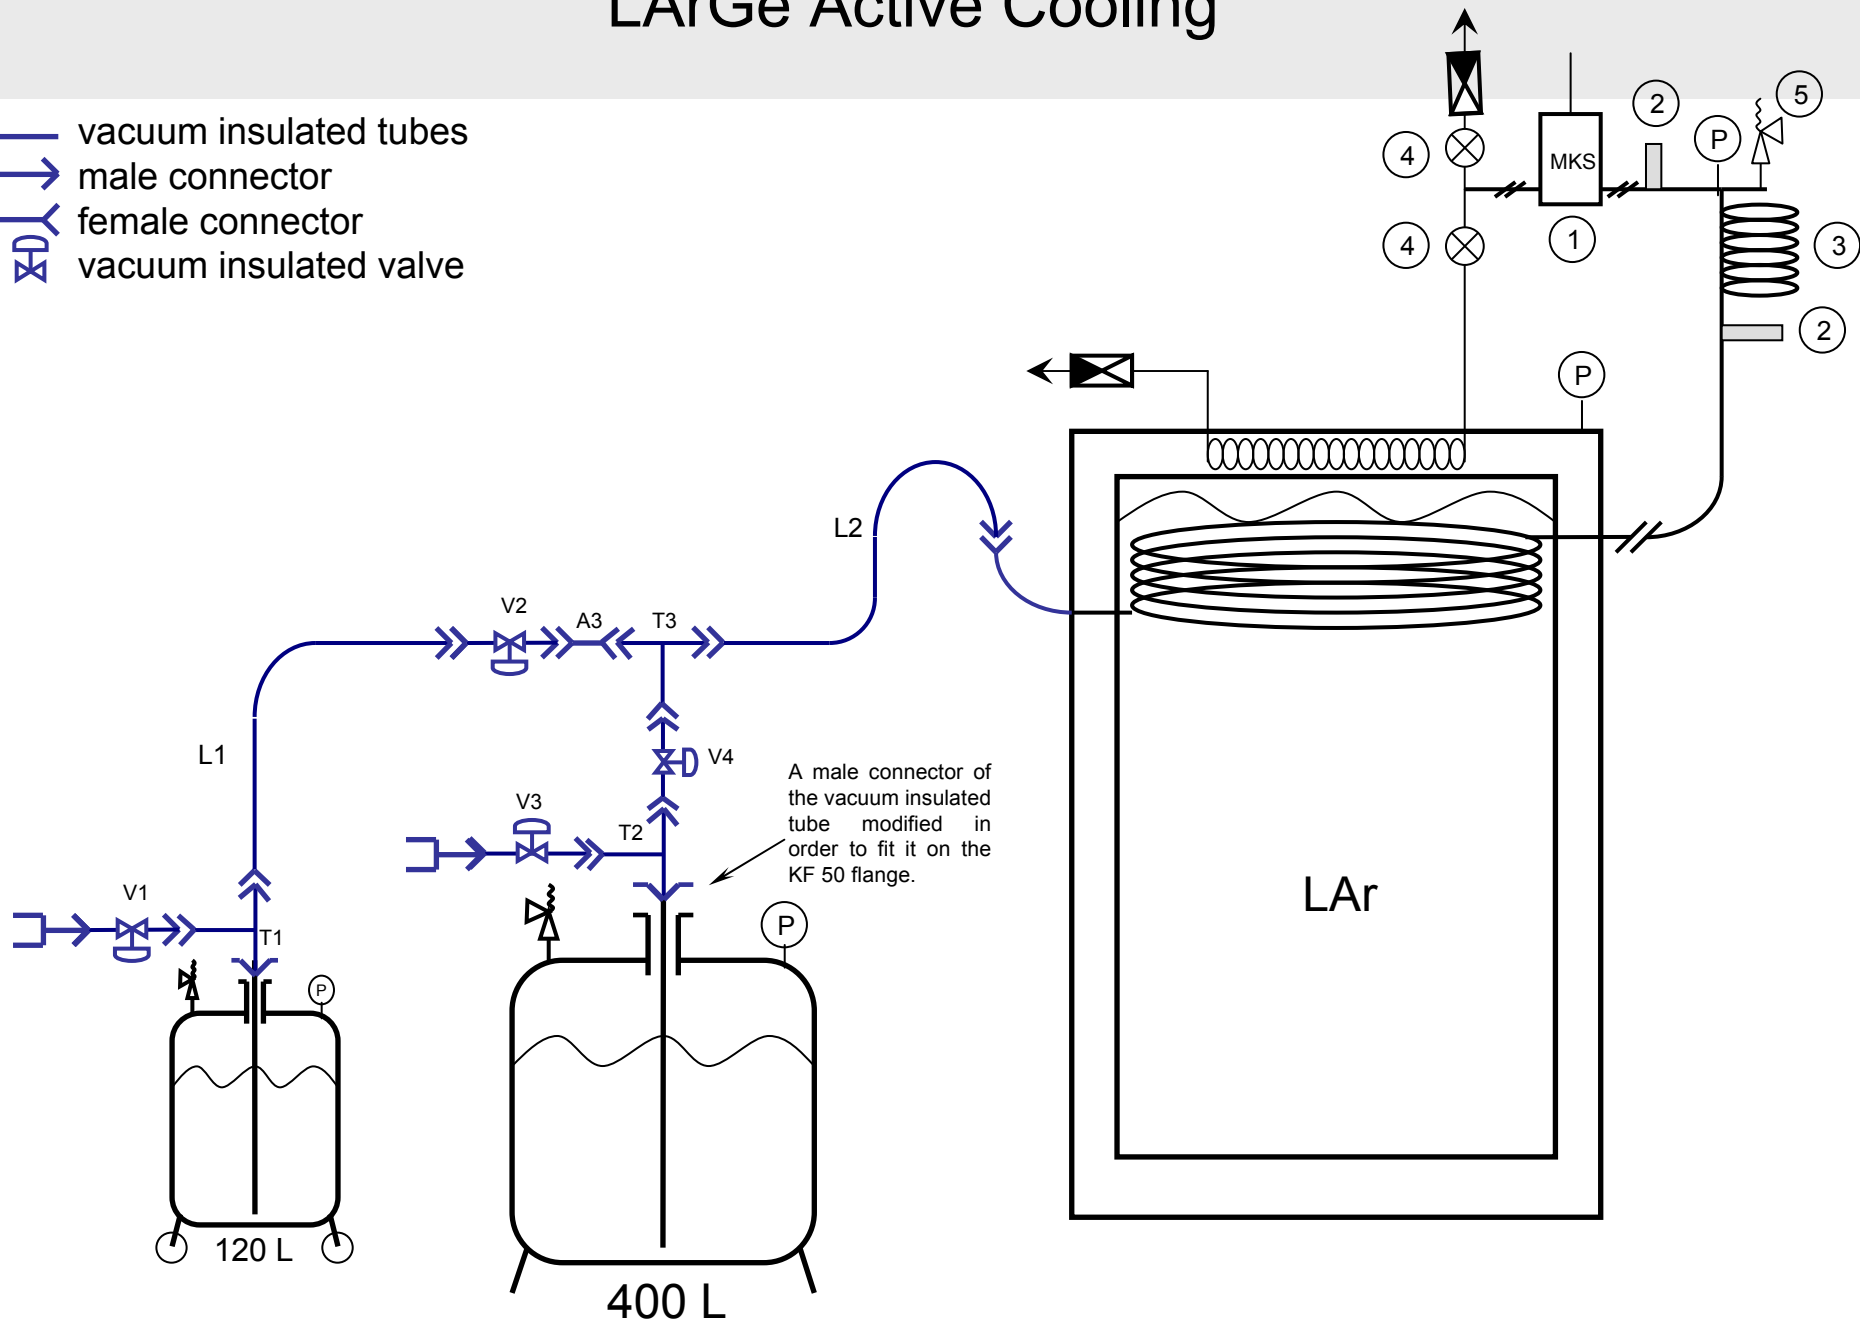 LArGe Active Cooling
vacuum insulated tubes
male connector
female connector
vacuum insulated valve
2
5
4
MKS
P
4
1
3
2
P
L2
V2
A3
T3
L1
V4
A male connector of
the vacuum insulated
tube modified in
order to fit it on the
KF 50 flange.
V3
T2
V1
T1
P
P
LAr
120 L
400 L